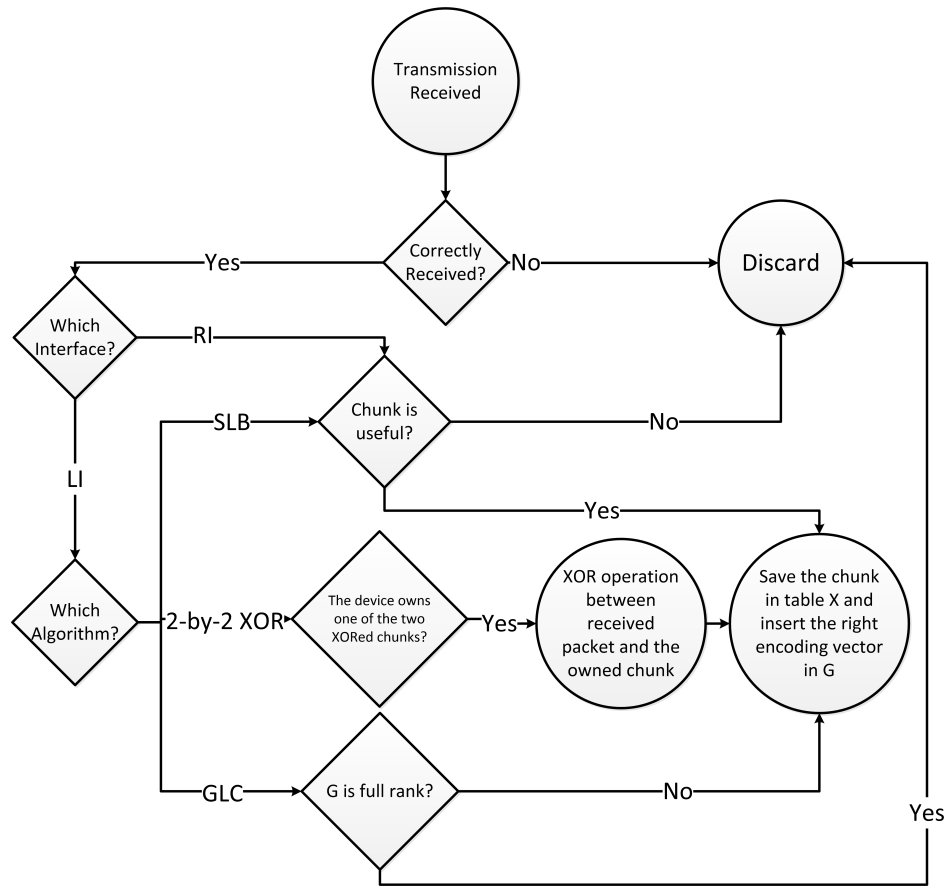 Transmission
Received
Correctly
Received?
Yes
No
Discard
Which
Interface?
RI
Chunk is
useful?
SLB
No
LI
Yes
Which
Algorithm?
2-by-2 XOR
The device owns
one of the two
XORed chunks?
Yes
XOR operation
between
received
packet and the
owned chunk
Save the chunk
in table X and
insert the right
encoding vector
in G
GLC
G is full rank?
No
Yes